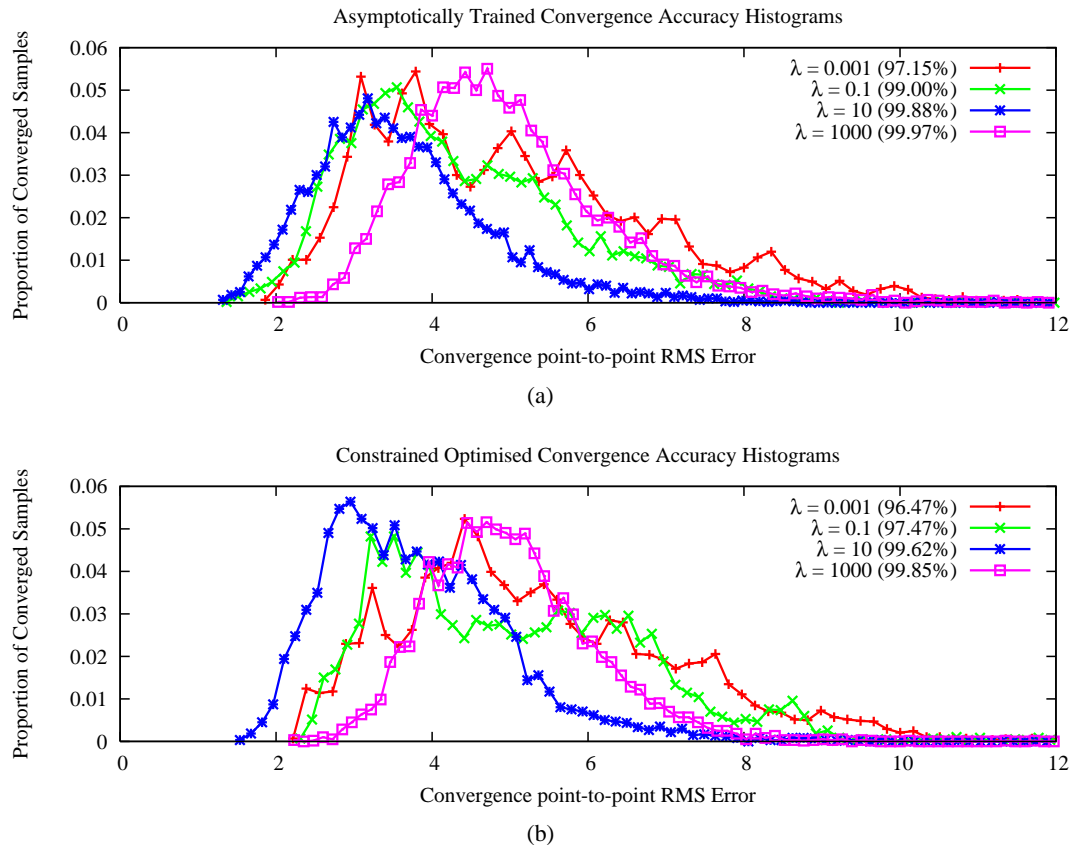 Asymptotically Trained Convergence Accuracy Histograms
Proportion of Converged Samples
0.06
0.05
0.04
0.03
0.02
0.01
0
λ = 0.001 (97.15%)
λ = 0.1 (99.00%)
λ = 10 (99.88%)
λ = 1000 (99.97%)
0 2 4 6 8 10 12
Convergence point-to-point RMS Error
(a)
Constrained Optimised Convergence Accuracy Histograms
Proportion of Converged Samples
0.06
0.05
0.04
0.03
0.02
0.01
0
λ = 0.001 (96.47%)
λ = 0.1 (97.47%)
λ = 10 (99.62%)
λ = 1000 (99.85%)
0 2 4 6 8 10 12
Convergence point-to-point RMS Error
(b)